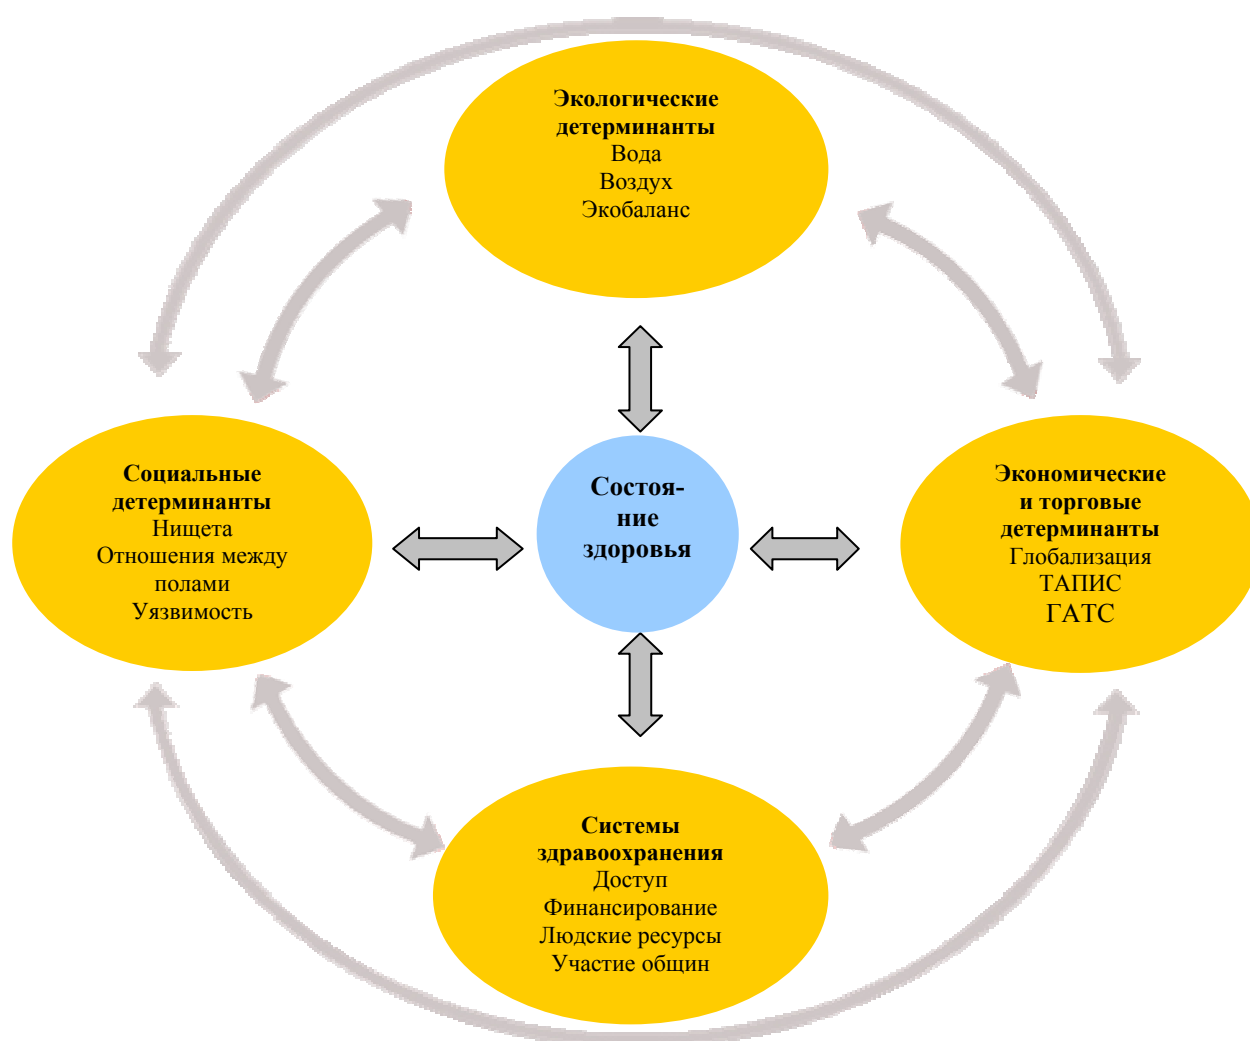 Экологические
детерминанты
Вода
Воздух
Экобаланс
Социальные
детерминанты
Нищета
Отношения между
полами
Уязвимость
Состоя-
ние
здоровья
Экономические
и торговые
детерминанты
Глобализация
ТАПИС
ГАТС
Системы
здравоохранения
Доступ
Финансирование
Людские ресурсы
Участие общин